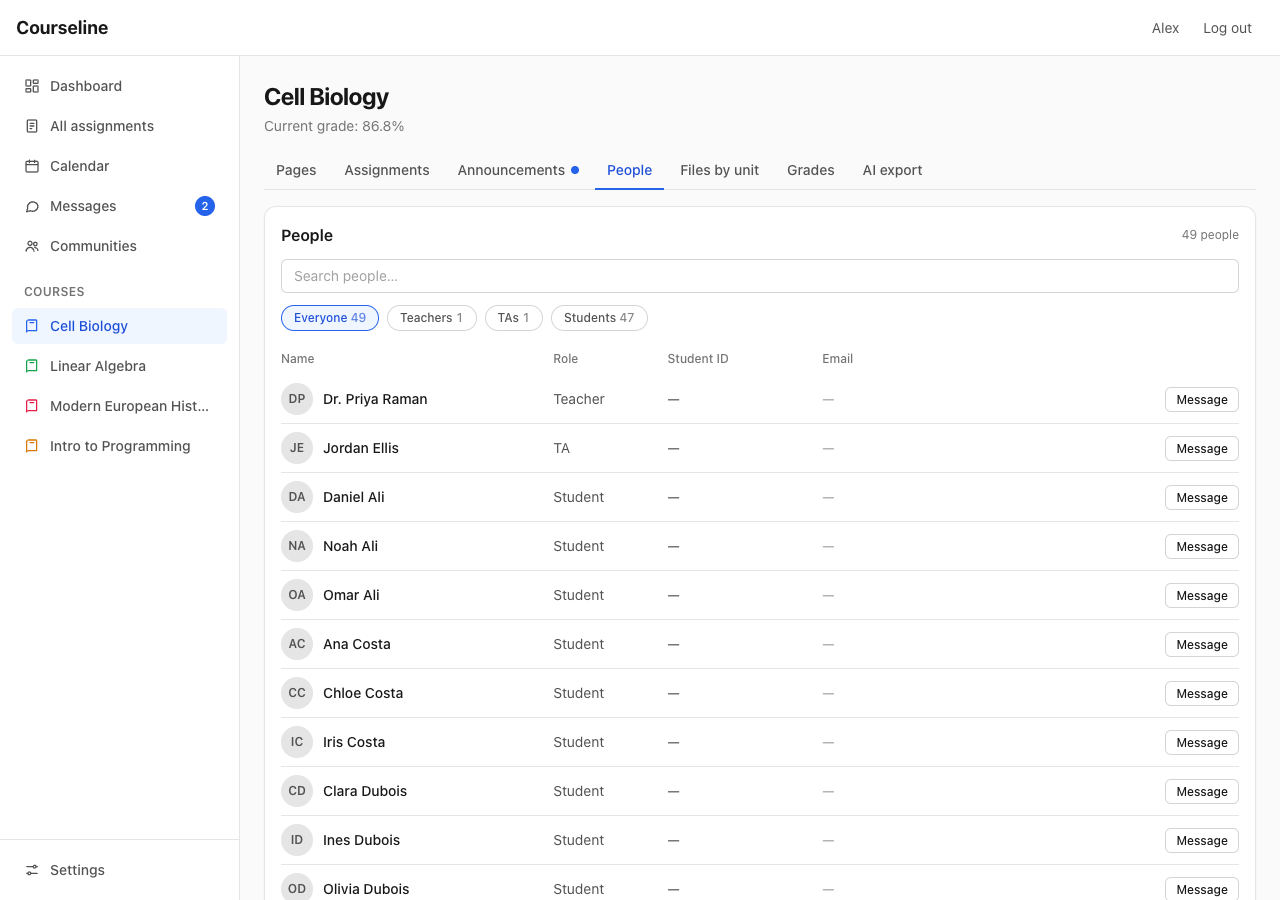 Courseline
Alex
Log out
Dashboard
All assignments
Calendar
Messages 2
Communities
COURSES
Cell Biology
Linear Algebra
Modern European Hist...
Intro to Programming
Settings
Cell Biology
Current grade: 86.8%
Pages Assignments Announcements People Files by unit Grades AI export
People 49 people
Search people...
Everyone 49 Teachers 1 TAs 1 Students 47
Name Role Student ID Email
DP Dr. Priya Raman Teacher — — Message
JE Jordan Ellis TA — — Message
DA Daniel Ali Student — — Message
NA Noah Ali Student — — Message
OA Omar Ali Student — — Message
AC Ana Costa Student — — Message
CC Chloe Costa Student — — Message
IC Iris Costa Student — — Message
CD Clara Dubois Student — — Message
ID Ines Dubois Student — — Message
OD Olivia Dubois Student — — Message